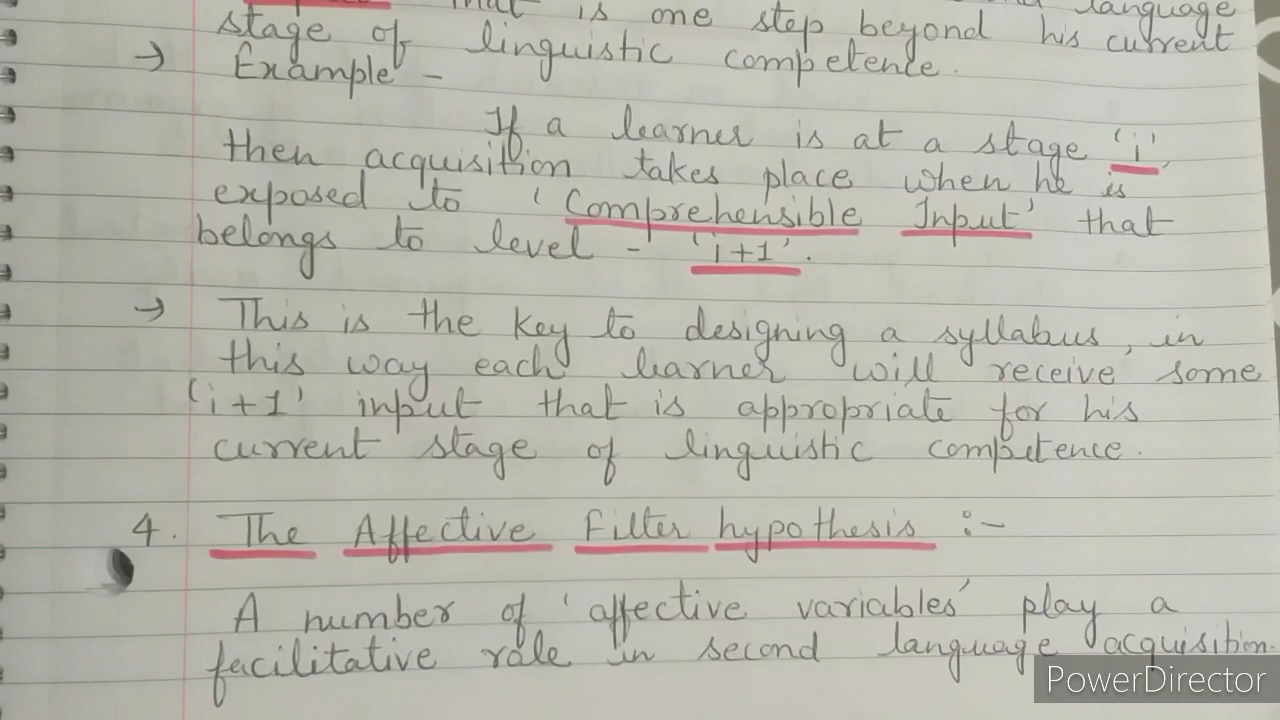 that is one step beyond his current
language
stage of linguistic competence.
→ Example -
If a learner is at a stage 'i',
then acquisition takes place when he is
exposed to 'Comprehensible Input' that
belongs to level - 'i+1'.
→ This is the key to designing a syllabus, in
this way each learner will receive some
'i+1' input that is appropriate for his
current stage of linguistic competence.
4. The Affective Filter hypothesis :-
A number of 'affective variables' play a
facilitative role in second language acquisition.
PowerDirector